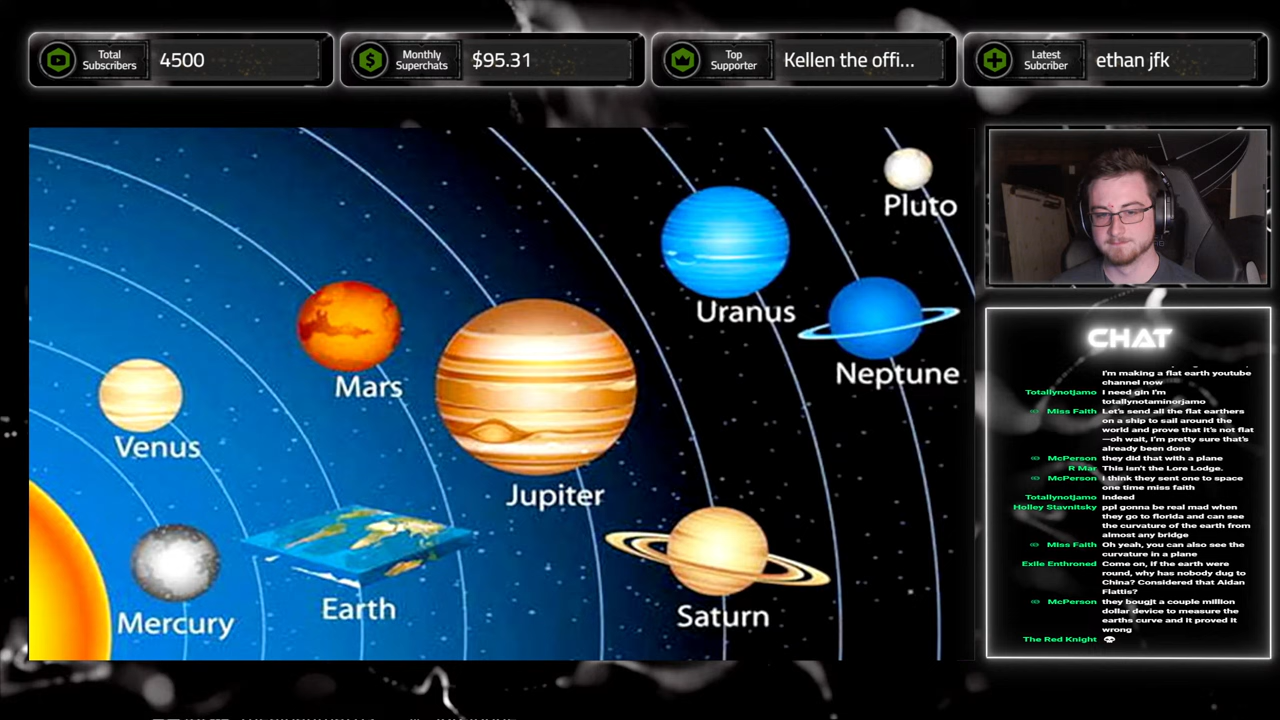 Total
Subscribers
4500
Monthly
Superchats
$95.31
Top
Supporter
Kellen the offi...
Latest
Subcriber
ethan jfk
Pluto
Uranus
Neptune
Mars
Venus
Jupiter
Earth
Mercury
Saturn
CHAT
I'm making a flat earth youtube
channel now
Totallynotjamo I need gin I'm
totallynotaminorjamo
Miss Faith Let's send all the flat earthers
on a ship to sail around the
world and prove that it's not flat
—oh wait, I'm pretty sure that's
already been done
McPerson they did that with a plane
R Mar This isn't the Lore Lodge.
McPerson I think they sent one to space
one time miss faith
Totallynotjamo Indeed
Holley Stavnitsky ppl gonna be real mad when
they go to florida and can see
the curvature of the earth from
almost any bridge
Miss Faith Oh yeah, you can also see the
curvature in a plane
Exile Enthroned Come on, if the earth were
round, why has nobody dug to
China? Considered that Aidan
Flattis?
McPerson they bougjt a couple million
dollar device to measure the
earths curve and it proved it
wrong
The Red Knight